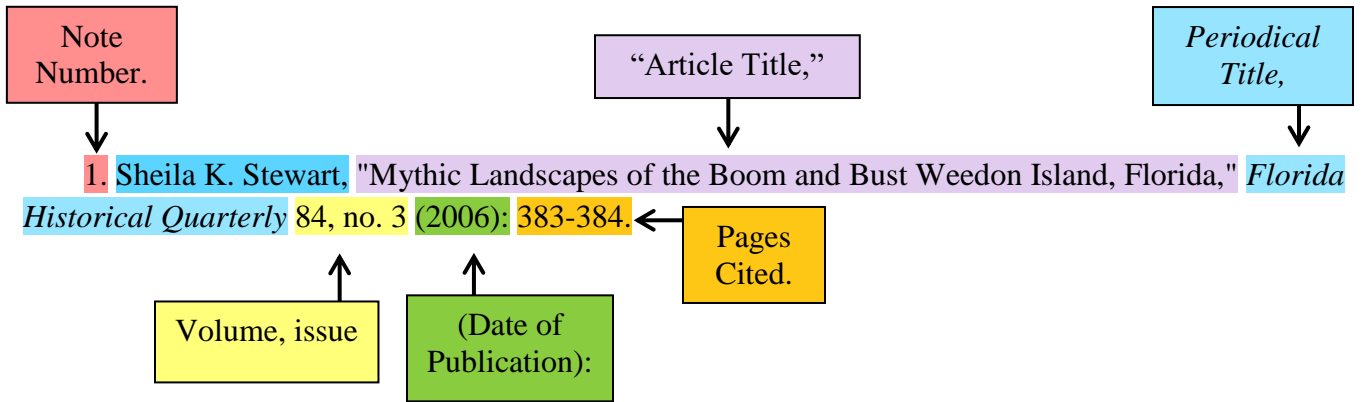 Note
Number.
“Article Title,”
Periodical
Title,
1. Sheila K. Stewart, "Mythic Landscapes of the Boom and Bust Weedon Island, Florida," Florida
Historical Quarterly 84, no. 3 (2006): 383-384.
Pages
Cited.
Volume, issue
(Date of
Publication):